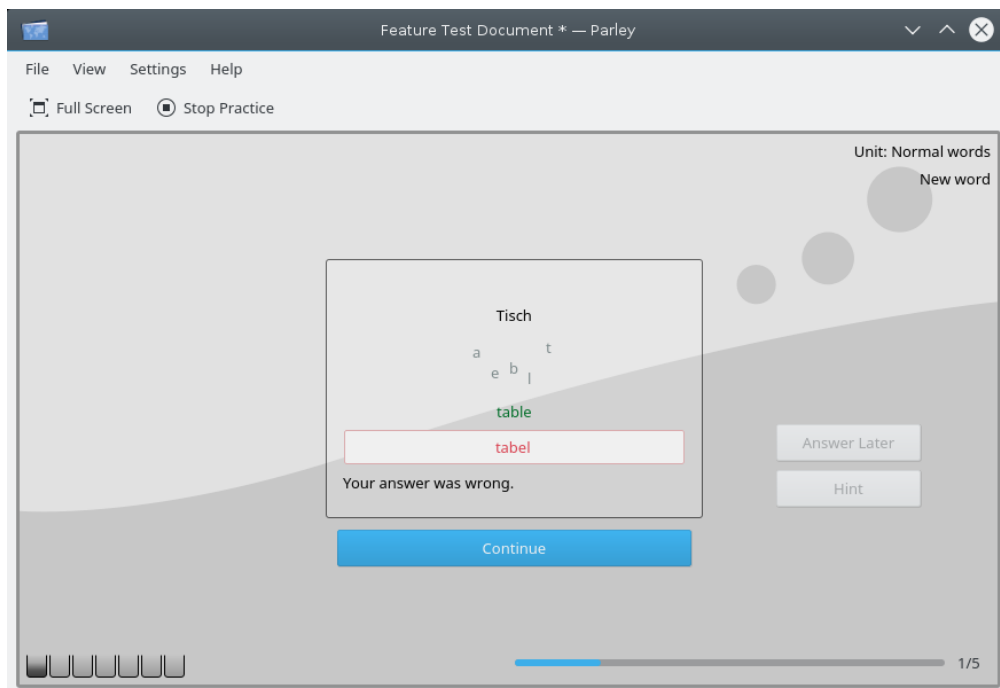 Feature Test Document * — Parley
File View Settings Help
Full Screen Stop Practice
Unit: Normal words
New word
Tisch
a t
e b l
table
tabel
Your answer was wrong.
Answer Later
Hint
Continue
1/5